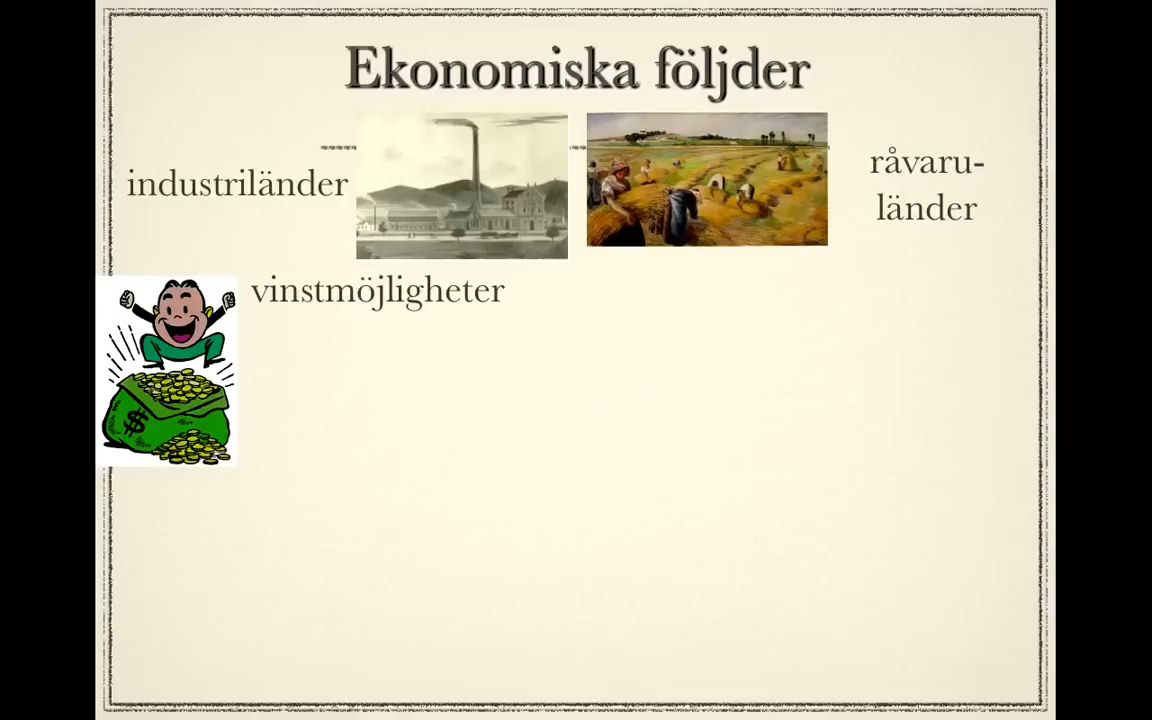 Ekonomiska följder
industriländer
råvaru-
länder
vinstmöjligheter
$